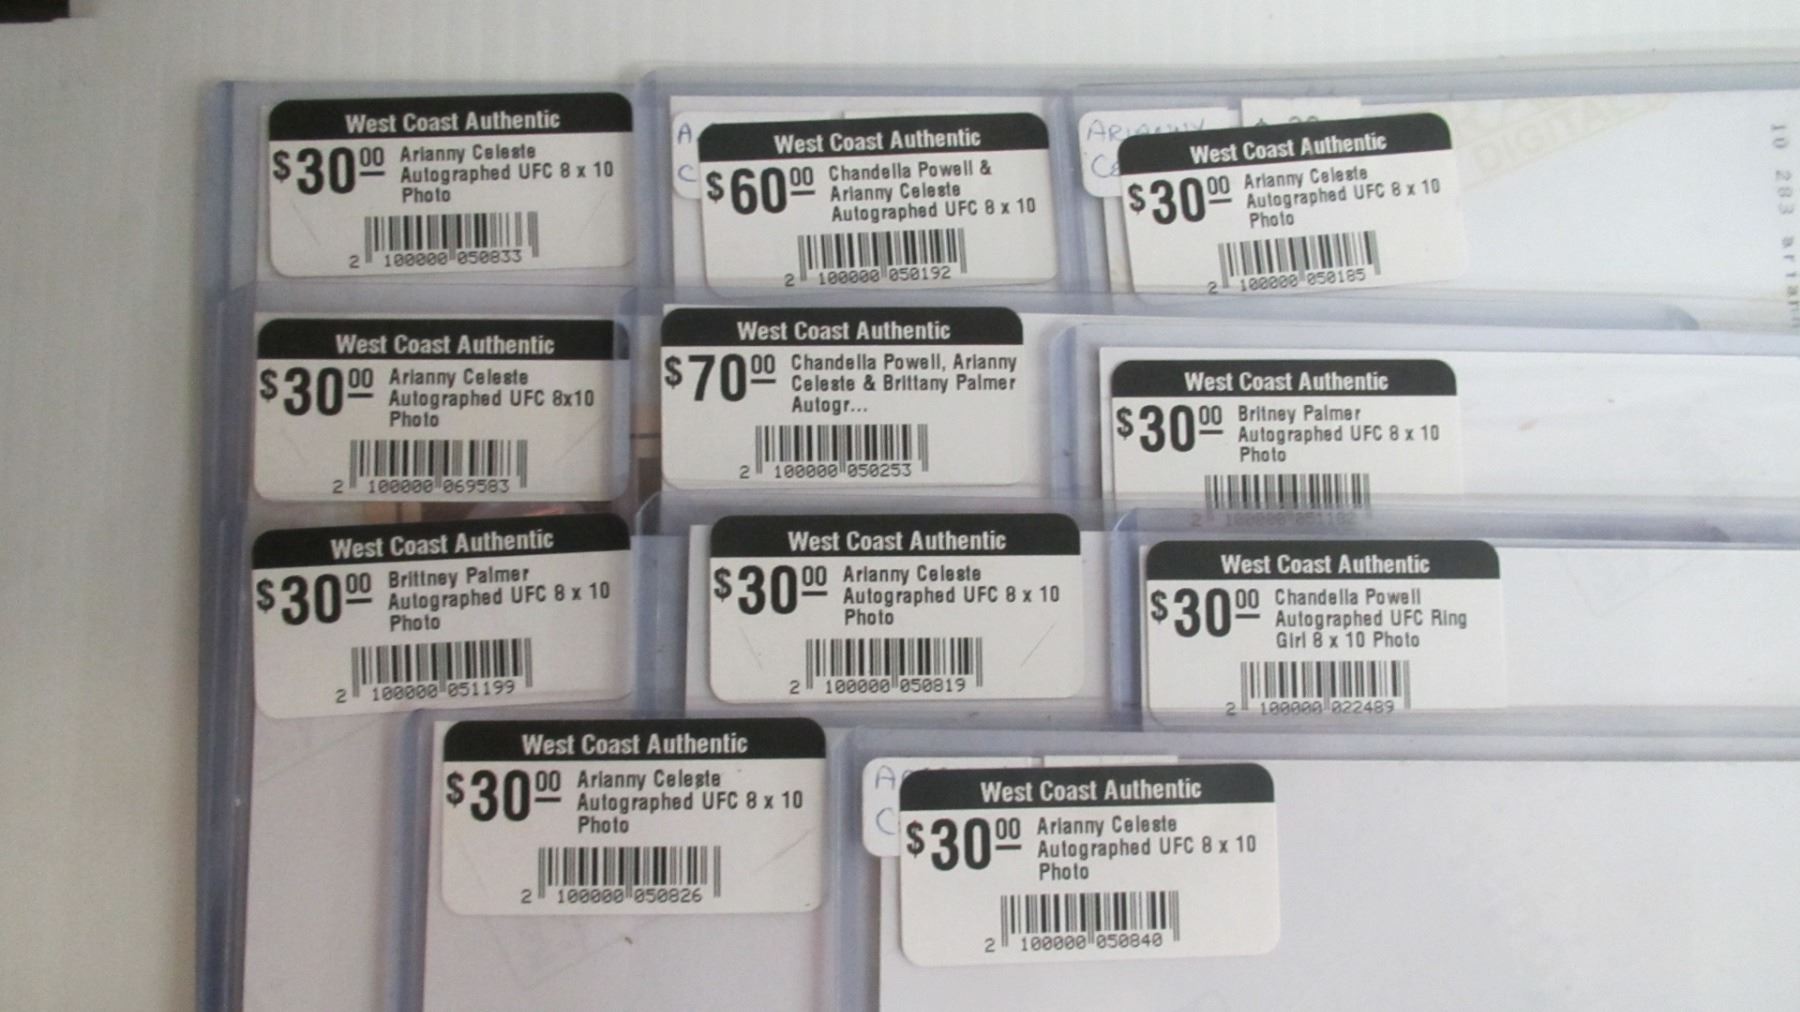 West Coast Authentic
$30 00 Arianny Celeste
Autographed UFC 8 x 10
Photo
2 100000 050833
A
C
West Coast Authentic
$60 00 Chandella Powell &
Arianny Celeste
Autographed UFC 8 x 10
2 100000 050192
ARIANNY
Ce
West Coast Authentic
$30 00 Arianny Celeste
Autographed UFC 8 x 10
Photo
2 100000 050185
DIGITAL
10 283 ariann
West Coast Authentic
$30 00 Arianny Celeste
Autographed UFC 8x10
Photo
2 100000 069583
West Coast Authentic
$70 00 Chandella Powell, Arianny
Celeste & Brittany Palmer
Autogr...
2 100000 050253
West Coast Authentic
$30 00 Britney Palmer
Autographed UFC 8 x 10
Photo
West Coast Authentic
$30 00 Brittney Palmer
Autographed UFC 8 x 10
Photo
2 100000 051199
West Coast Authentic
$30 00 Arianny Celeste
Autographed UFC 8 x 10
Photo
2 100000 050819
West Coast Authentic
$30 00 Chandella Powell
Autographed UFC Ring
Girl 8 x 10 Photo
2 100000 022489
West Coast Authentic
$30 00 Arianny Celeste
Autographed UFC 8 x 10
Photo
2 100000 050826
A
C
West Coast Authentic
$30 00 Arianny Celeste
Autographed UFC 8 x 10
Photo
2 100000 050840